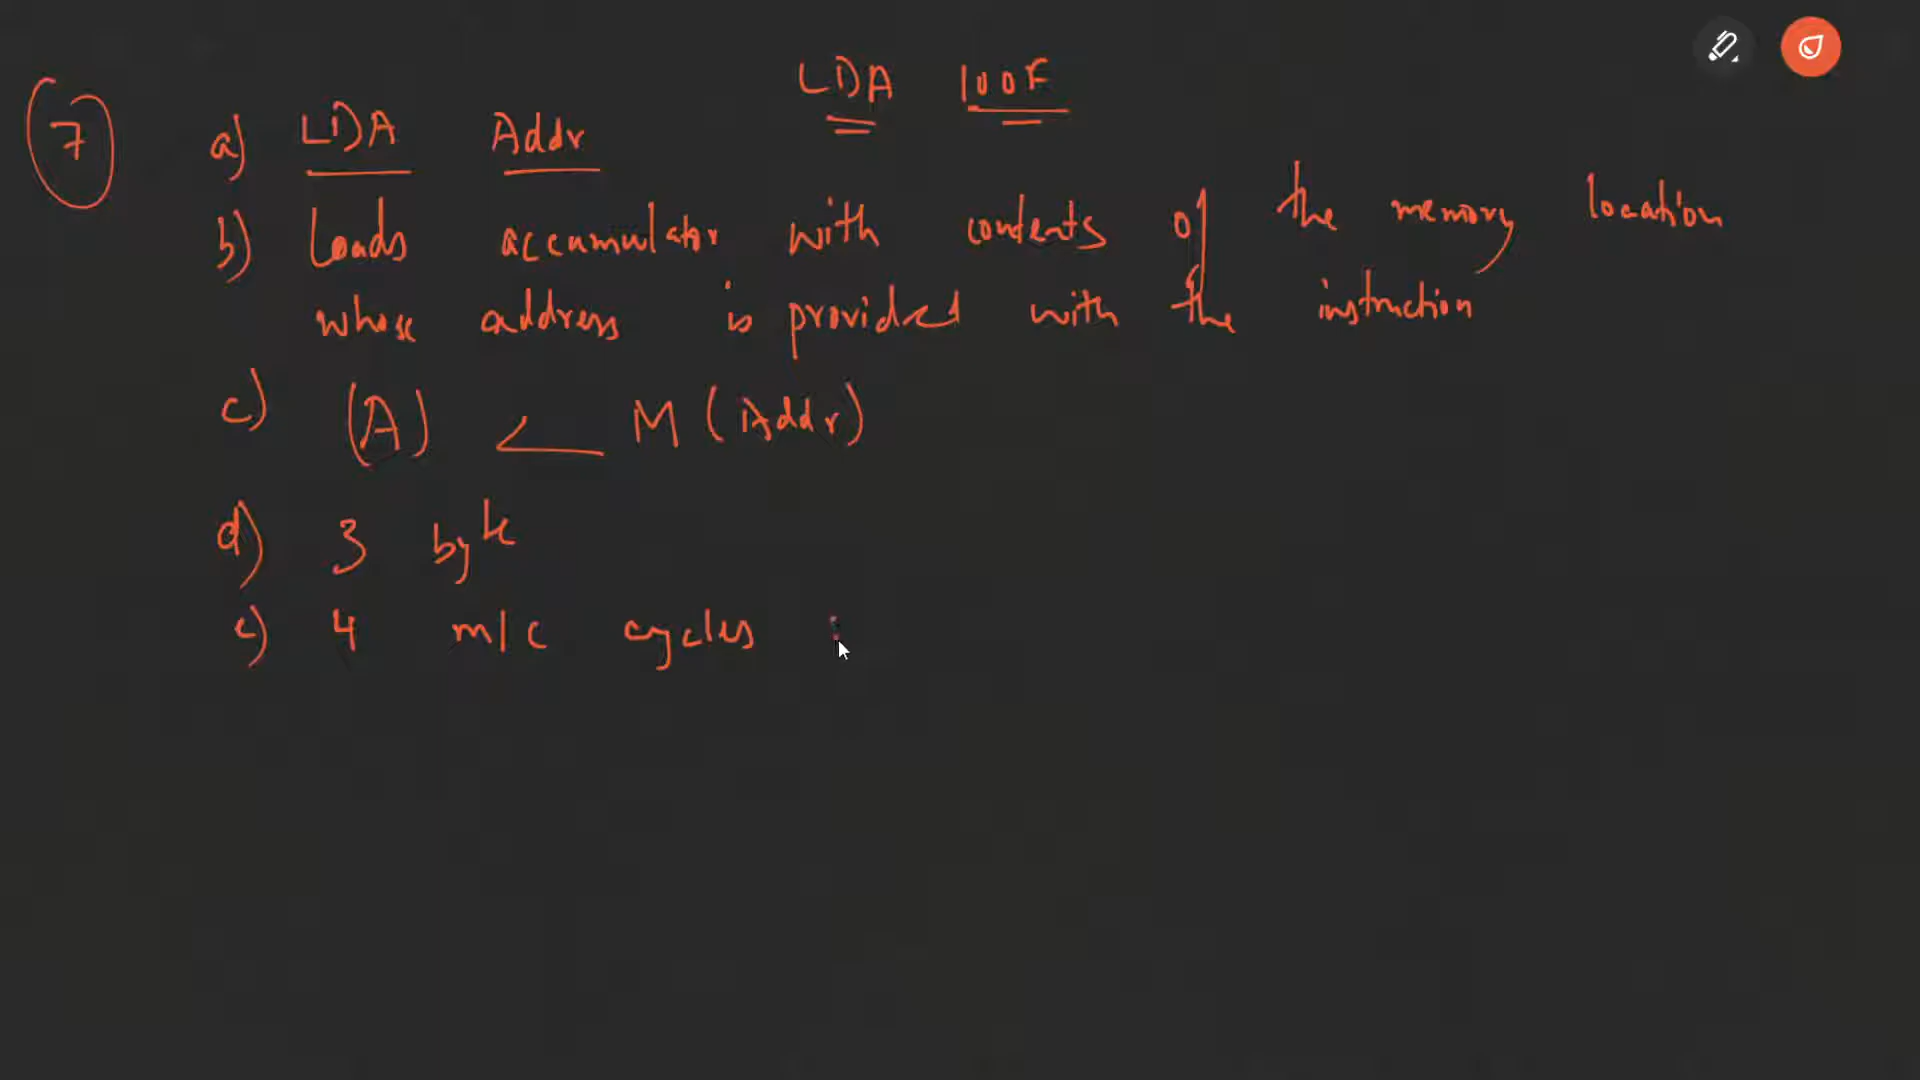 LDA 100F
7 a) LDA Addr
b) Loads accumulator with contents of the memory location
whose address is provided with the instruction
c) (A) ← M (Addr)
d) 3 byte
e) 4 m/c cycles :